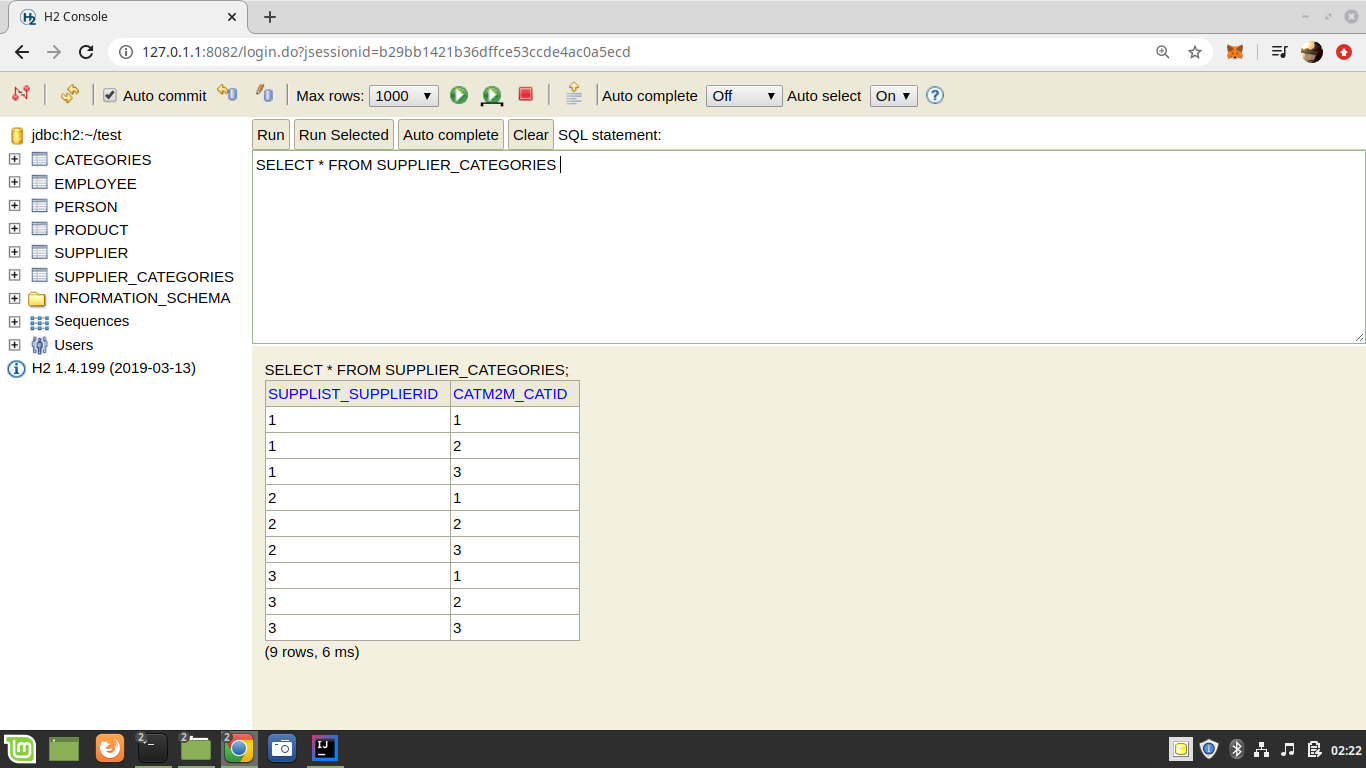 H2 Console
127.0.1.1:8082/login.do?jsessionid=b29bb1421b36dffce53ccde4ac0a5ecd
Auto commit Max rows: 1000 Auto complete Off Auto select On ?
jdbc:h2:~/test
CATEGORIES
EMPLOYEE
PERSON
PRODUCT
SUPPLIER
SUPPLIER_CATEGORIES
INFORMATION_SCHEMA
Sequences
Users
H2 1.4.199 (2019-03-13)
Run Run Selected Auto complete Clear SQL statement:
SELECT * FROM SUPPLIER_CATEGORIES
SELECT * FROM SUPPLIER_CATEGORIES;
SUPPLIST_SUPPLIERID CATM2M_CATID
1 1
1 2
1 3
2 1
2 2
2 3
3 1
3 2
3 3
(9 rows, 6 ms)
2 2 2 IJ 02:22